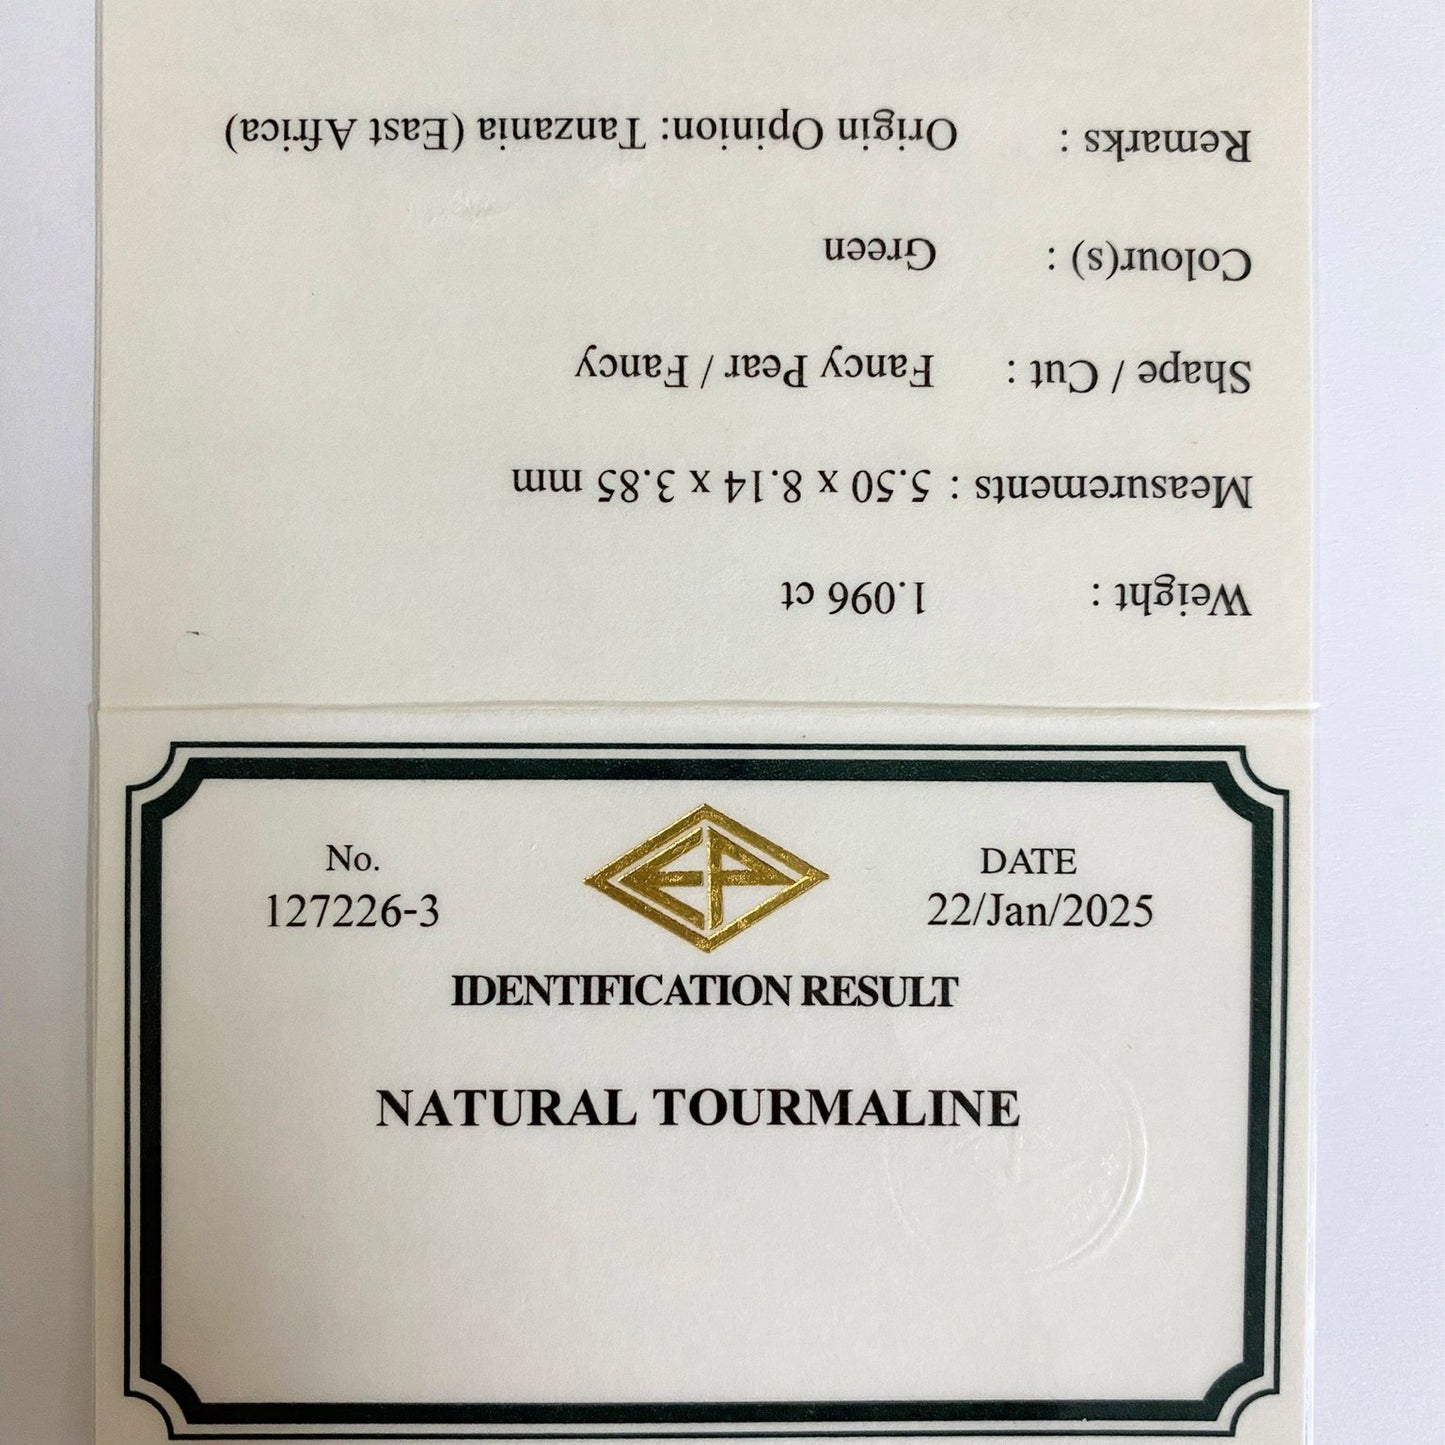 Weight : 1.096 ct
Measurements : 5.50 x 8.14 x 3.85 mm
Shape / Cut : Fancy Pear / Fancy
Colour(s) : Green
Remarks : Origin Opinion: Tanzania (East Africa)
No.
127226-3
DATE
22/Jan/2025
IDENTIFICATION RESULT
NATURAL TOURMALINE